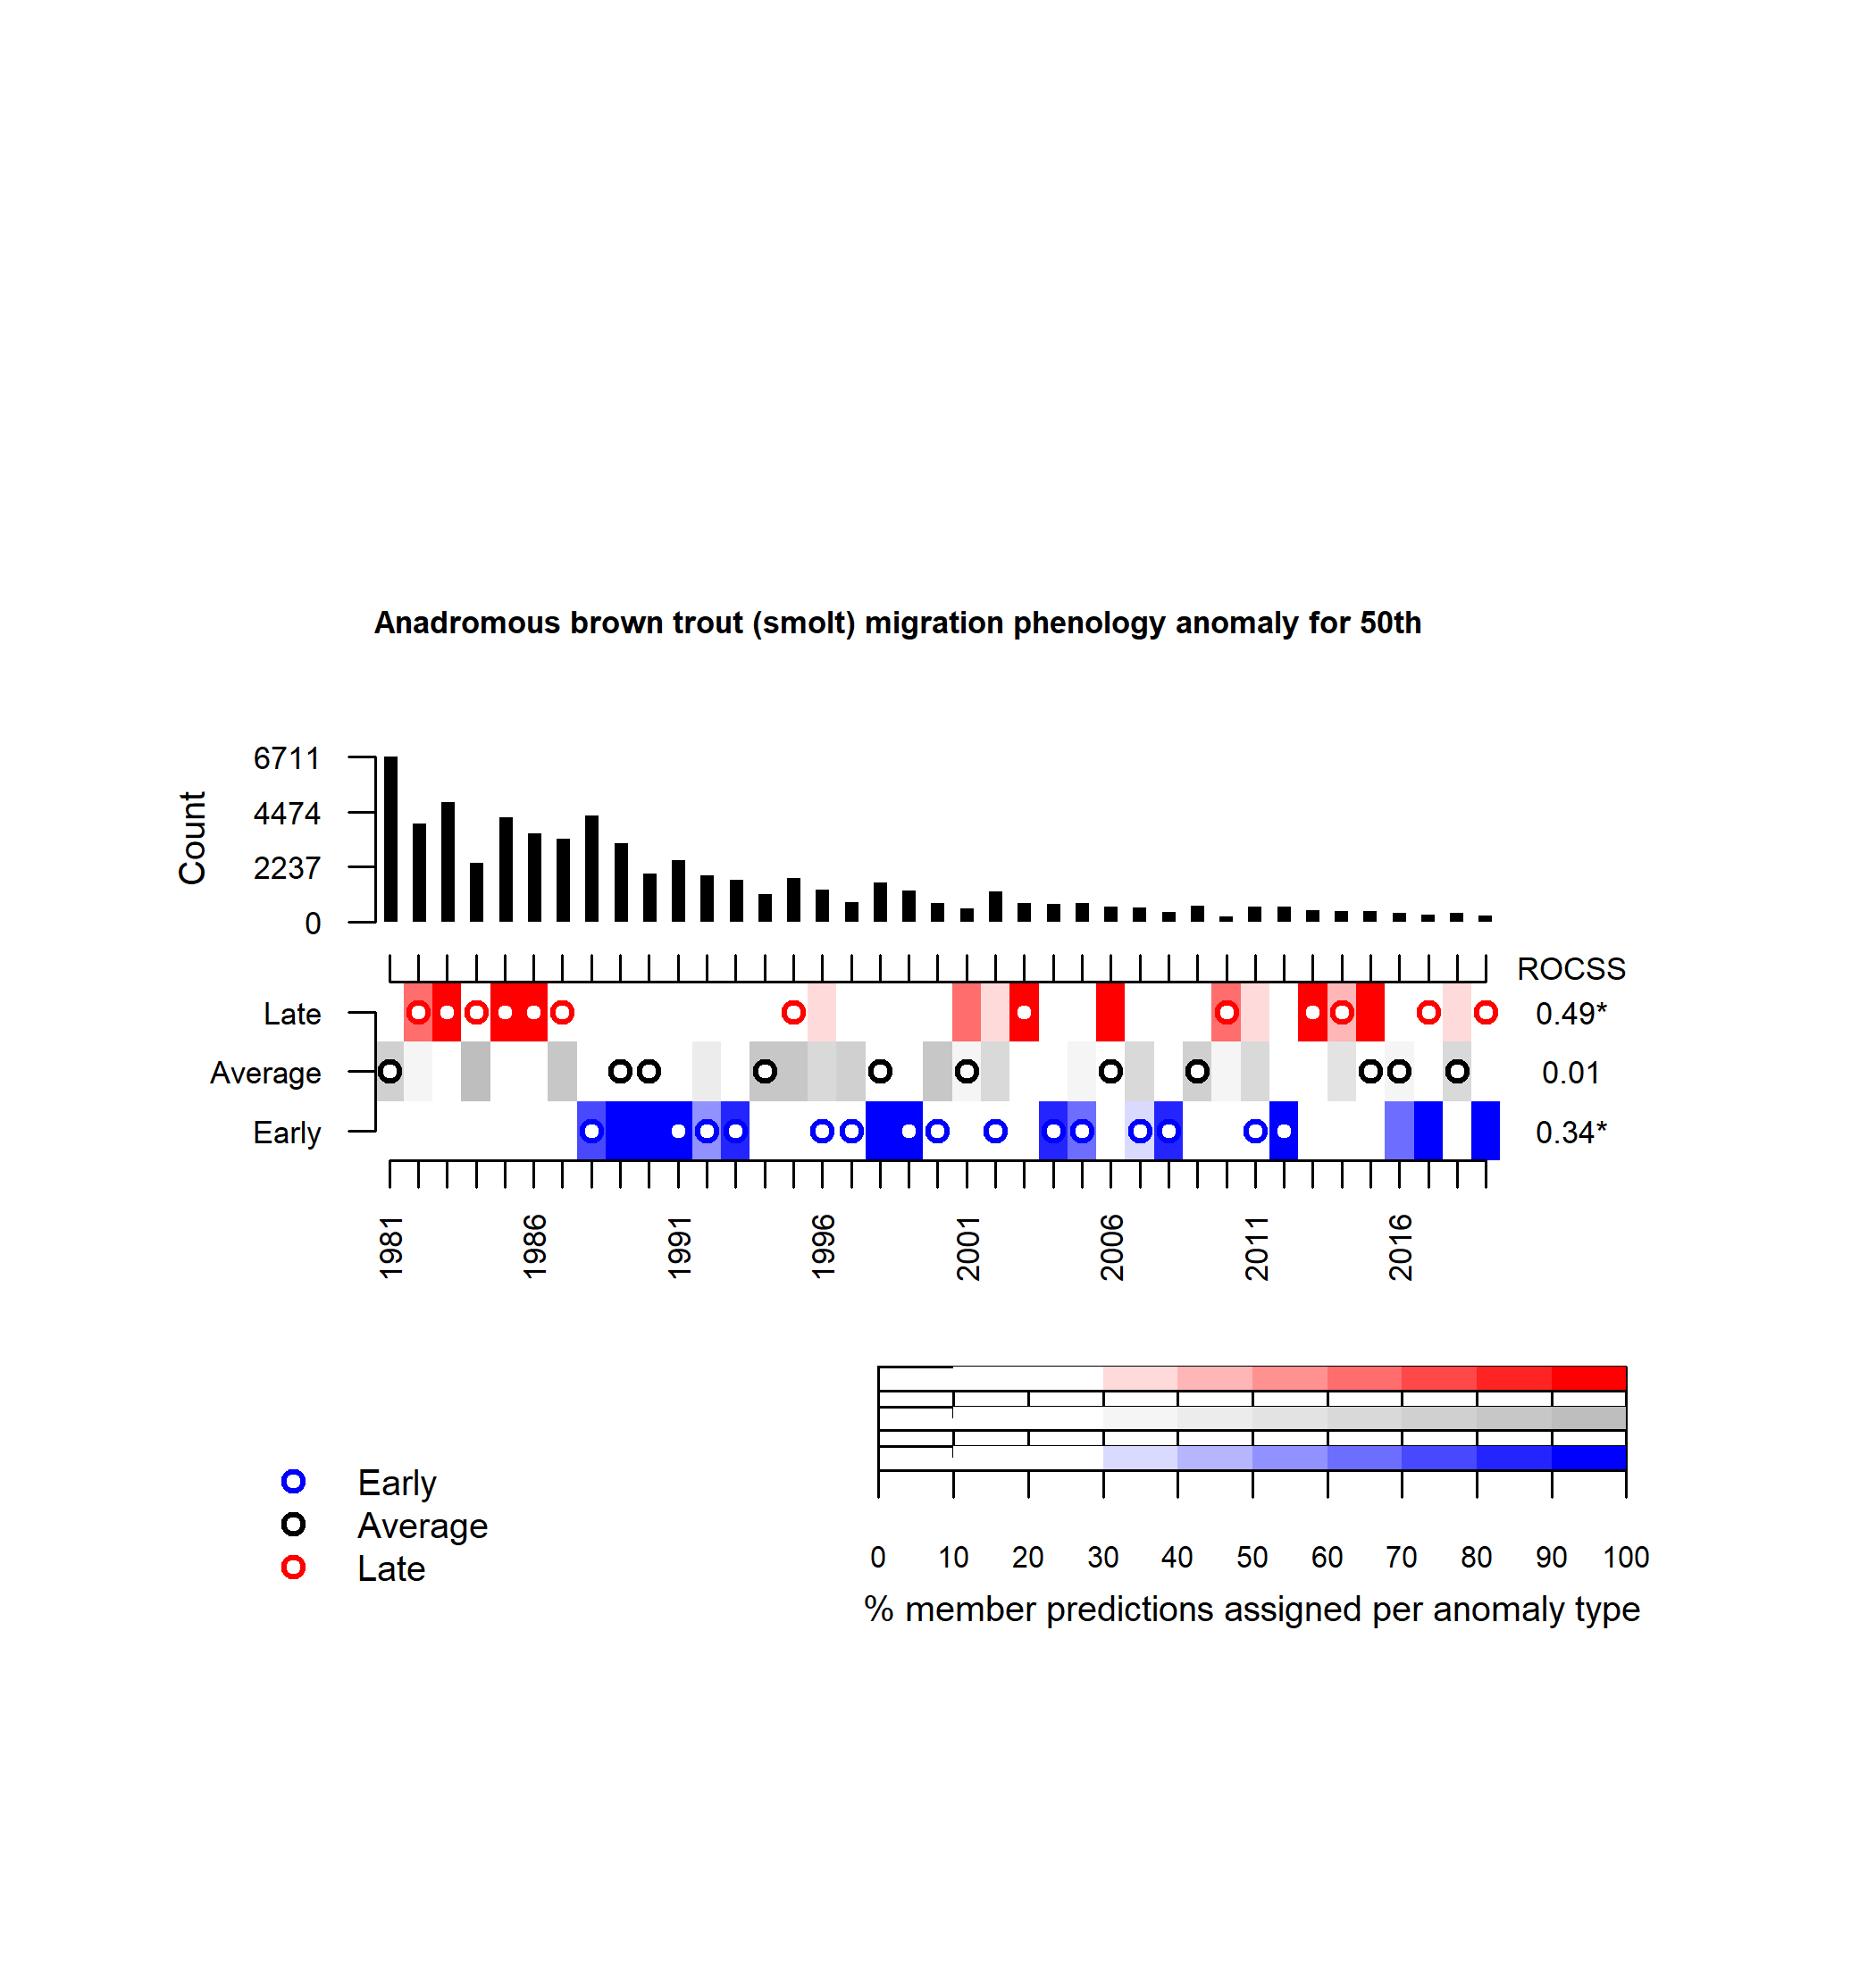 Anadromous brown trout (smolt) migration phenology anomaly for 50th
Count
6711
4474
2237
0
ROCSS
Late 0.49*
Average 0.01
Early 0.34*
1981 1986 1991 1996 2001 2006 2011 2016
Early
Average
Late
0 10 20 30 40 50 60 70 80 90 100
% member predictions assigned per anomaly type